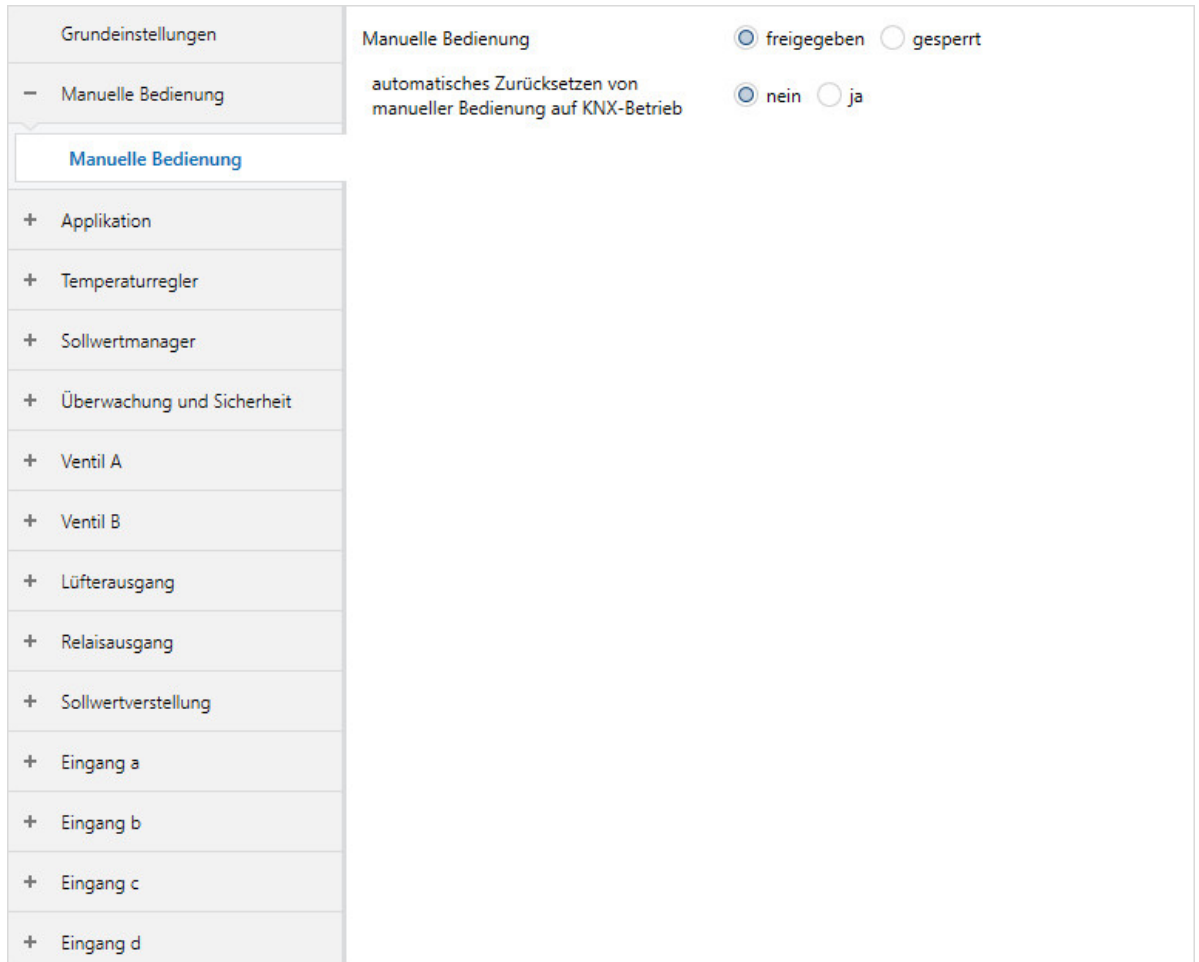 Grundeinstellungen
Manuelle Bedienung
Manuelle Bedienung
Applikation
Temperaturregler
Sollwertmanager
Überwachung und Sicherheit
Ventil A
Ventil B
Lüfterausgang
Relaisausgang
Sollwertverstellung
Eingang a
Eingang b
Eingang c
Eingang d
Manuelle Bedienung freigegeben gesperrt
automatisches Zurücksetzen von
manueller Bedienung auf KNX-Betrieb nein ja